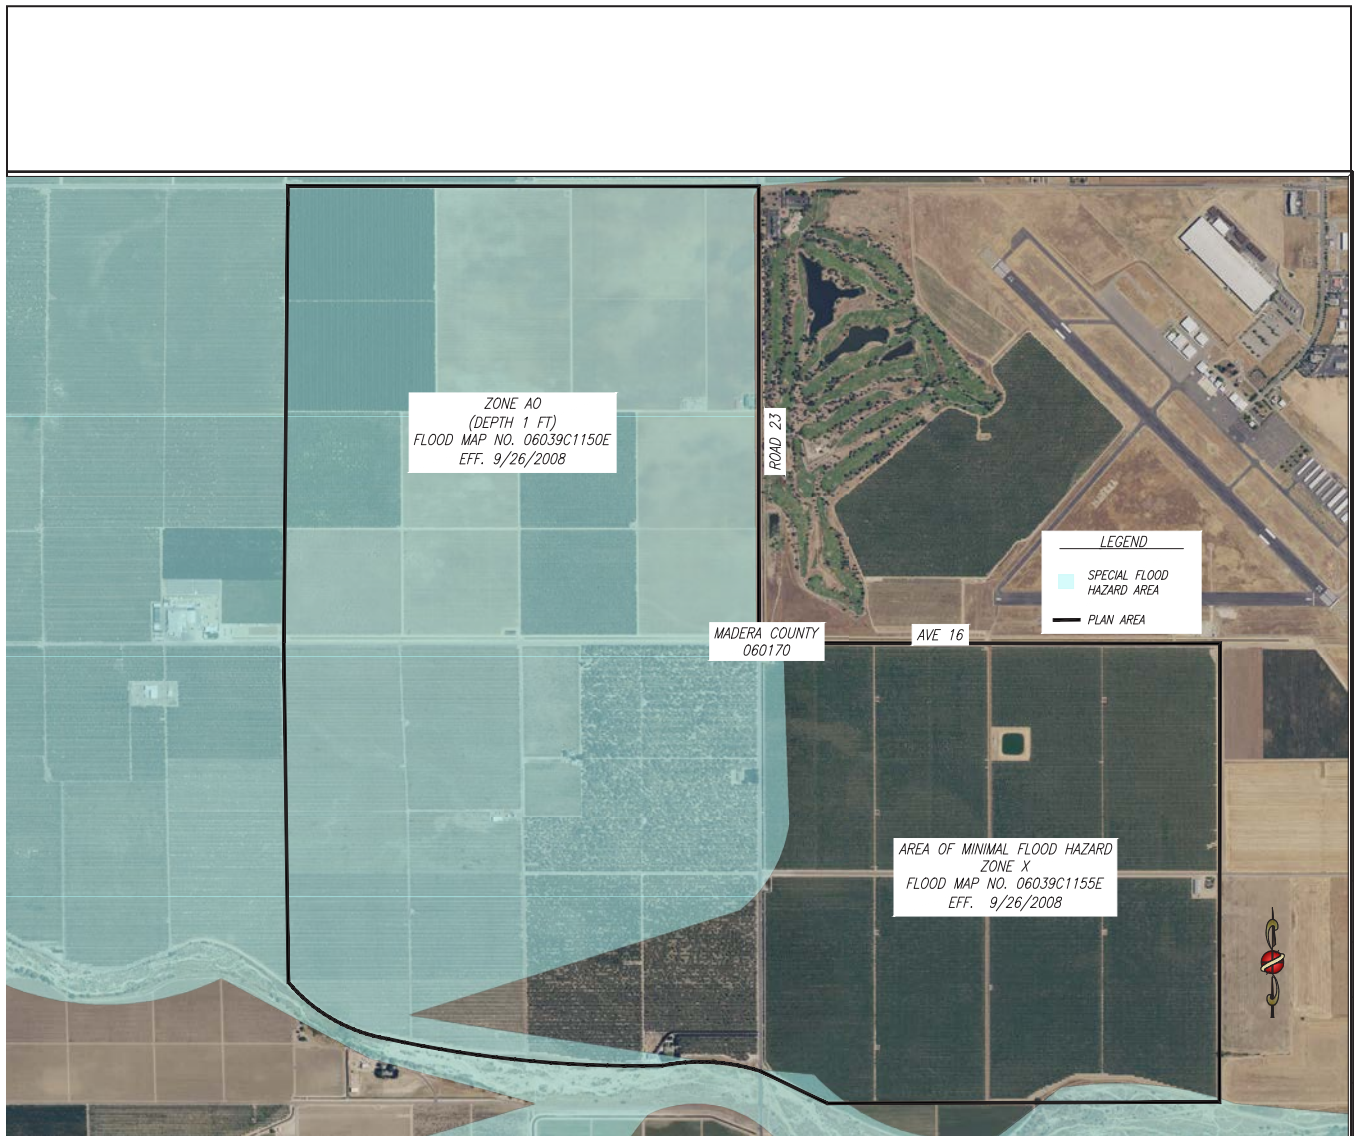 ZONE AO
(DEPTH 1 FT)
FLOOD MAP NO. 06039C1150E
EFF. 9/26/2008
ROAD 23
LEGEND
SPECIAL FLOOD
HAZARD AREA
PLAN AREA
MADERA COUNTY
060170
AVE 16
AREA OF MINIMAL FLOOD HAZARD
ZONE X
FLOOD MAP NO. 06039C1155E
EFF. 9/26/2008